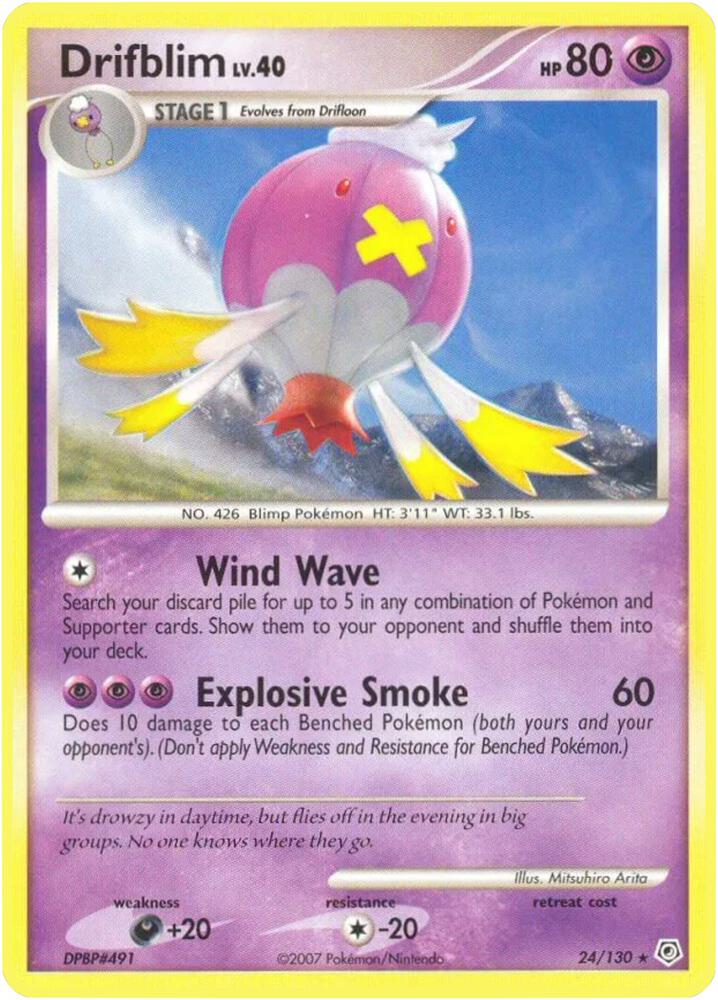 Drifblim LV.40 HP 80
STAGE 1 Evolves from Drifloon
NO. 426 Blimp Pokémon HT: 3'11" WT: 33.1 lbs.
Wind Wave
Search your discard pile for up to 5 in any combination of Pokémon and
Supporter cards. Show them to your opponent and shuffle them into
your deck.
Explosive Smoke 60
Does 10 damage to each Benched Pokémon (both yours and your
opponent's). (Don't apply Weakness and Resistance for Benched Pokémon.)
It's drowzy in daytime, but flies off in the evening in big
groups. No one knows where they go.
Illus. Mitsuhiro Arita
weakness resistance retreat cost
+20 -20
DPBP#491 ©2007 Pokémon/Nintendo 24/130 ★